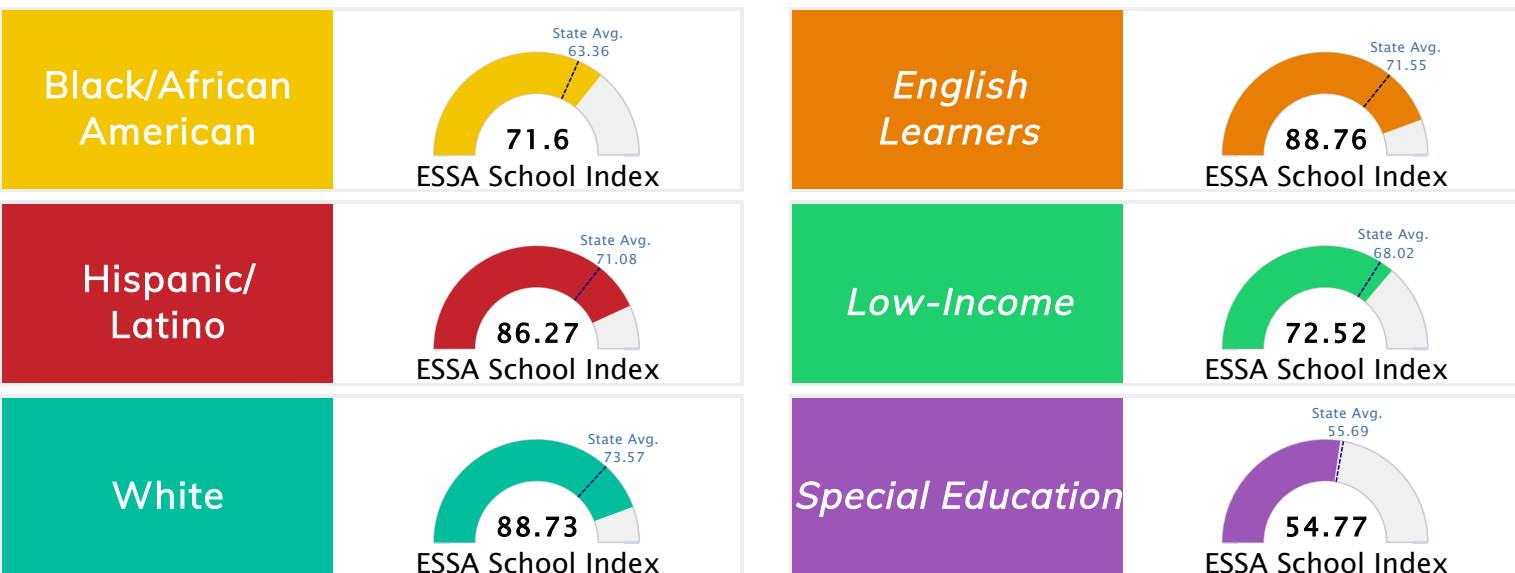 Black/African
American
State Avg.
63.36
71.6
ESSA School Index
English
Learners
State Avg.
71.55
88.76
ESSA School Index
Hispanic/
Latino
State Avg.
71.08
86.27
ESSA School Index
Low-Income
State Avg.
68.02
72.52
ESSA School Index
White
State Avg.
73.57
88.73
ESSA School Index
Special Education
State Avg.
55.69
54.77
ESSA School Index